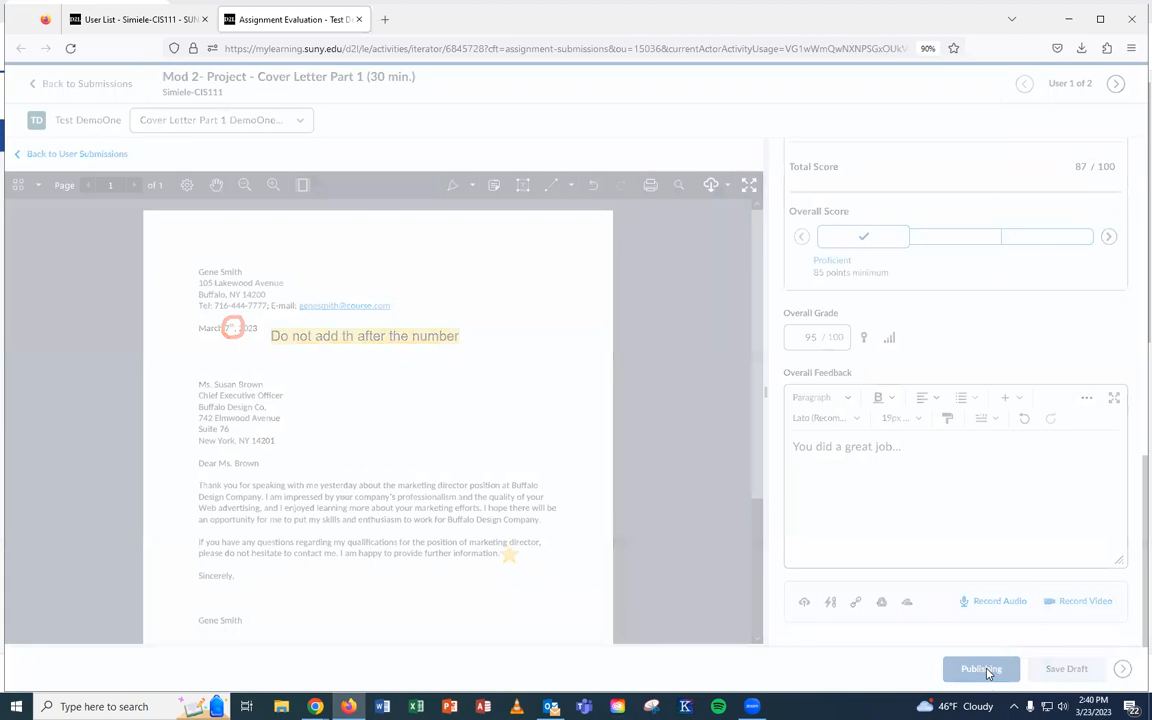 User List - Simiele-CIS111 - SUN
Assignment Evaluation - Test De
https://mylearning.suny.edu/d2l/le/activities/iterator/6845728?cft=assignment-submissions&ou=15036&currentActorActivityUsage=
90%
Back to Submissions
Mod 2- Project - Cover Letter Part 1 (30 min.)
Simiele-CIS111
User 1 of 2
TD
Test DemoOne
Cover Letter Part 1 DemoOne...
Back to User Submissions
Page 1 of 1
Gene Smith
105 Lakewood Avenue
Buffalo, NY 14200
Tel: 716-444-7777; E-mail: genesmith@course.com
March 7th, 2023
Do not add th after the number
Ms. Susan Brown
Chief Executive Officer
Buffalo Design Co.
742 Elmwood Avenue
Suite 76
New York, NY 14201
Dear Ms. Brown
Thank you for speaking with me yesterday about the marketing director position at Buffalo
Design Company. I am impressed by your company's professionalism and the quality of your
Web advertising, and I enjoyed learning more about your marketing efforts. I hope there will be
an opportunity for me to put my skills and enthusiasm to work for Buffalo Design Company.
If you have any questions regarding my qualifications for the position of marketing director,
please do not hesitate to contact me. I am happy to provide further information.
Sincerely,
Gene Smith
Total Score
87 / 100
Overall Score
Proficient
85 points minimum
Overall Grade
95 / 100
Overall Feedback
Paragraph
B
Lato (Recom...
19px ...
You did a great job...
Record Audio
Record Video
Publishing
Save Draft
Type here to search
46°F Cloudy
2:40 PM
3/23/2023
22